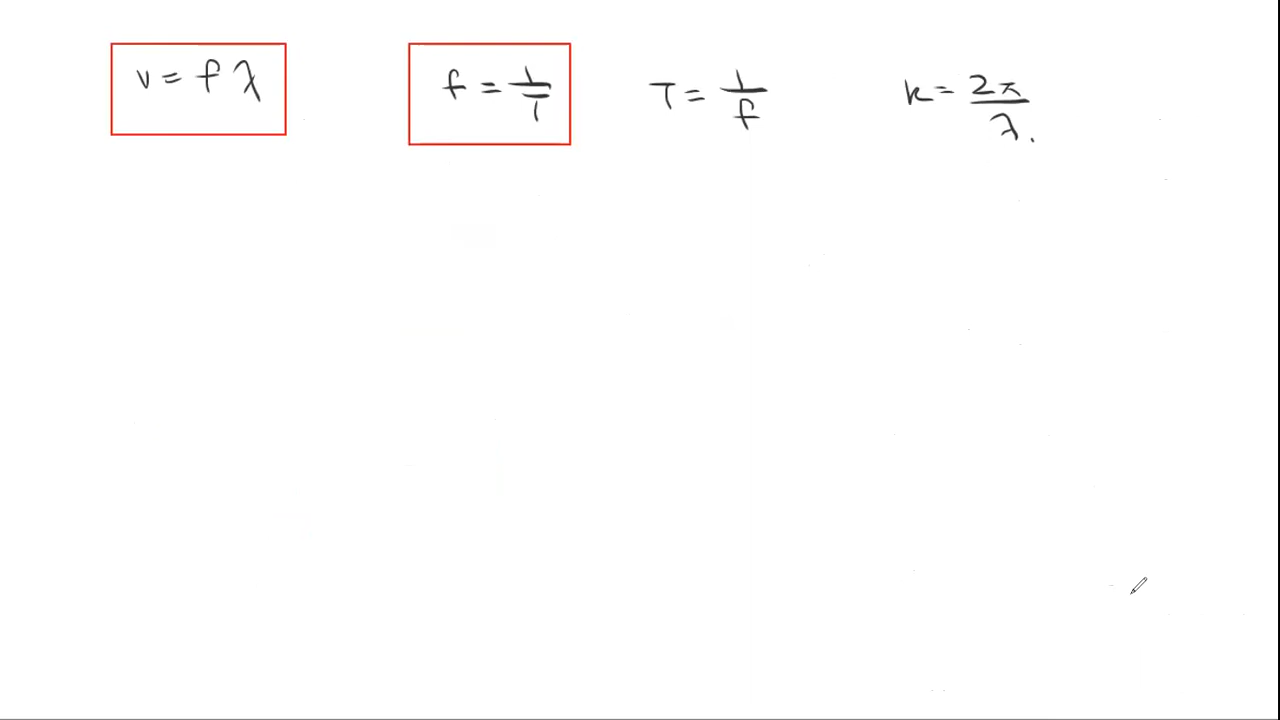 v = f λ   f = 1/T   T = 1/f   k = 2π/λ.